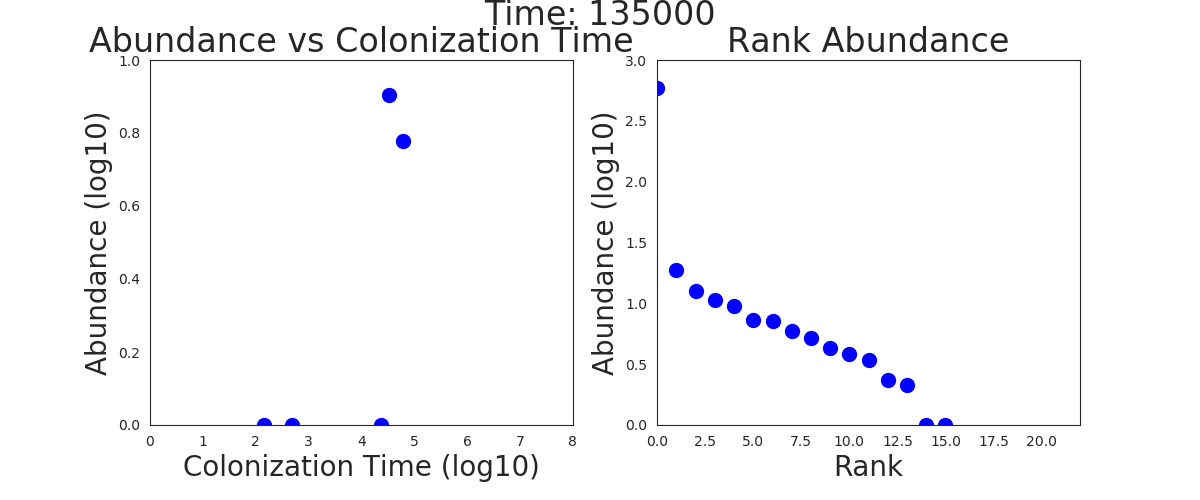 Time: 135000
Abundance vs Colonization Time
Rank Abundance
1.0
0.8
0.6
0.4
0.2
0.0
Abundance (log10)
0 1 2 3 4 5 6 7 8
Colonization Time (log10)
3.0
2.5
2.0
1.5
1.0
0.5
0.0
Abundance (log10)
0.0 2.5 5.0 7.5 10.0 12.5 15.0 17.5 20.0
Rank